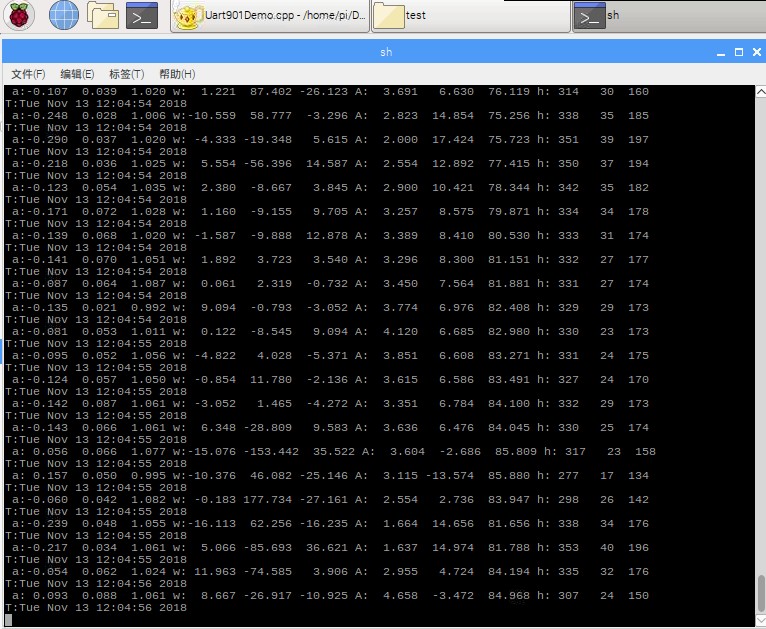 Uart901Demo.cpp - /home/pi/D... test sh
sh
文件(F) 编辑(E) 标签(T) 帮助(H)
a:-0.107 0.039 1.020 w: 1.221 87.402 -26.123 A: 3.691 6.630 76.119 h: 314 30 160
T:Tue Nov 13 12:04:54 2018
a:-0.248 0.028 1.006 w:-10.559 58.777 -3.296 A: 2.823 14.854 75.256 h: 338 35 185
T:Tue Nov 13 12:04:54 2018
a:-0.290 0.037 1.020 w: -4.333 -19.348 5.615 A: 2.000 17.424 75.723 h: 351 39 197
T:Tue Nov 13 12:04:54 2018
a:-0.218 0.036 1.025 w: 5.554 -56.396 14.587 A: 2.554 12.892 77.415 h: 350 37 194
T:Tue Nov 13 12:04:54 2018
a:-0.123 0.054 1.035 w: 2.380 -8.667 3.845 A: 2.900 10.421 78.344 h: 342 35 182
T:Tue Nov 13 12:04:54 2018
a:-0.171 0.072 1.028 w: 1.160 -9.155 9.705 A: 3.257 8.575 79.871 h: 334 34 178
T:Tue Nov 13 12:04:54 2018
a:-0.139 0.068 1.020 w: -1.587 -9.888 12.878 A: 3.389 8.410 80.530 h: 333 31 174
T:Tue Nov 13 12:04:54 2018
a:-0.141 0.070 1.051 w: 1.892 3.723 3.540 A: 3.296 8.300 81.151 h: 332 27 177
T:Tue Nov 13 12:04:54 2018
a:-0.087 0.064 1.087 w: 0.061 2.319 -0.732 A: 3.450 7.564 81.881 h: 331 27 174
T:Tue Nov 13 12:04:54 2018
a:-0.135 0.021 0.992 w: 9.094 -0.793 -3.052 A: 3.774 6.976 82.408 h: 329 29 173
T:Tue Nov 13 12:04:54 2018
a:-0.081 0.053 1.011 w: 0.122 -8.545 9.094 A: 4.120 6.685 82.980 h: 330 23 173
T:Tue Nov 13 12:04:55 2018
a:-0.095 0.052 1.056 w: -4.822 4.028 -5.371 A: 3.851 6.608 83.271 h: 331 24 175
T:Tue Nov 13 12:04:55 2018
a:-0.124 0.057 1.050 w: -0.854 11.780 -2.136 A: 3.615 6.586 83.491 h: 327 24 170
T:Tue Nov 13 12:04:55 2018
a:-0.142 0.087 1.061 w: -3.052 1.465 -4.272 A: 3.351 6.784 84.100 h: 332 29 173
T:Tue Nov 13 12:04:55 2018
a:-0.143 0.066 1.061 w: 6.348 -28.809 9.583 A: 3.636 6.476 84.045 h: 330 25 174
T:Tue Nov 13 12:04:55 2018
a: 0.056 0.066 1.077 w:-15.076 -153.442 35.522 A: 3.604 -2.686 85.809 h: 317 23 158
T:Tue Nov 13 12:04:55 2018
a: 0.157 0.050 0.995 w:-10.376 46.082 -25.146 A: 3.115 -13.574 85.880 h: 277 17 134
T:Tue Nov 13 12:04:55 2018
a:-0.060 0.042 1.082 w: -0.183 177.734 -27.161 A: 2.554 2.736 83.947 h: 298 26 142
T:Tue Nov 13 12:04:55 2018
a:-0.239 0.048 1.055 w:-16.113 62.256 -16.235 A: 1.664 14.656 81.656 h: 338 34 176
T:Tue Nov 13 12:04:55 2018
a:-0.217 0.034 1.061 w: 5.066 -85.693 36.621 A: 1.637 14.974 81.788 h: 353 40 196
T:Tue Nov 13 12:04:55 2018
a:-0.054 0.062 1.024 w: 11.963 -74.585 3.906 A: 2.955 4.724 84.194 h: 335 32 176
T:Tue Nov 13 12:04:56 2018
a: 0.093 0.088 1.061 w: 8.667 -26.917 -10.925 A: 4.658 -3.472 84.968 h: 307 24 150
T:Tue Nov 13 12:04:56 2018